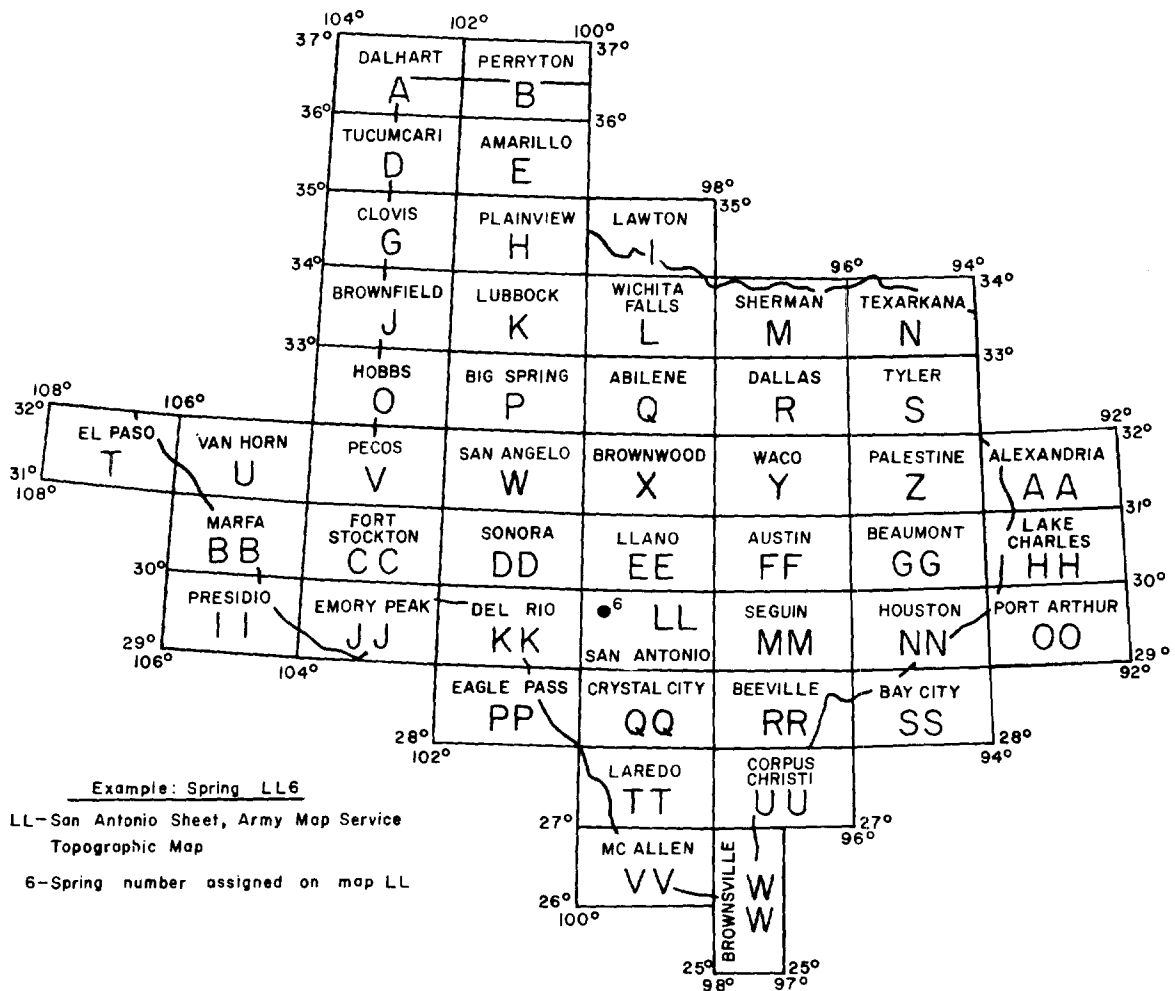 104° 102° 100°
37° 37°
DALHART PERRYTON
A B
36° 36°
TUCUMCARI AMARILLO
D E
35° 98° 35°
CLOVIS PLAINVIEW LAWTON
G H I
34° 96° 94° 34°
BROWNFIELD LUBBOCK WICHITA FALLS SHERMAN TEXARKANA
J K L M N
33° 33°
HOBBS BIG SPRING ABILENE DALLAS TYLER
O P Q R S
108° 32° 106° 92° 32°
EL PASO VAN HORN PECOS SAN ANGELO BROWNWOOD WACO PALESTINE ALEXANDRIA
T U V W X Y Z AA
31° 108° 31°
MARFA FORT STOCKTON SONORA LLANO AUSTIN BEAUMONT LAKE CHARLES
BB CC DD EE FF GG HH
30° 30°
PRESIDIO EMORY PEAK DEL RIO 6 SEGUIN HOUSTON PORT ARTHUR
II JJ KK LL MM NN OO
SAN ANTONIO
29° 106° 104° 29° 92°
EAGLE PASS CRYSTAL CITY BEEVILLE BAY CITY
PP QQ RR SS
28° 102° 28° 94°
LAREDO CORPUS CHRISTI
TT UU
27° 27° 96°
MC ALLEN BROWNSVILLE
VV W W
26° 100°
25° 98° 25° 97°
Example: Spring LL6
LL-San Antonio Sheet, Army Map Service
Topographic Map
6-Spring number assigned on map LL